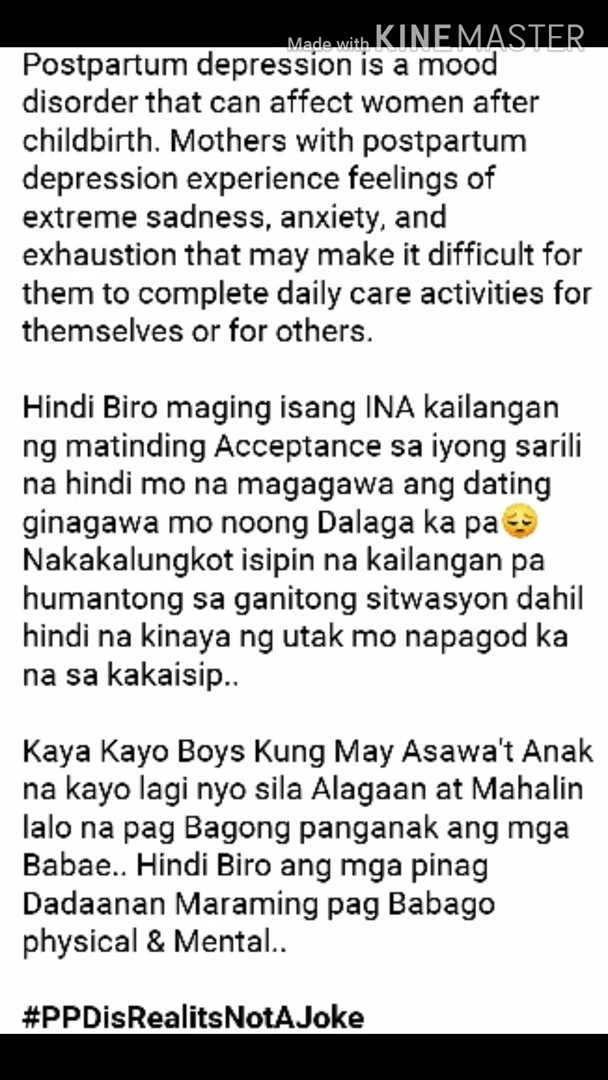 Made with KINEMASTER
Postpartum depression is a mood
disorder that can affect women after
childbirth. Mothers with postpartum
depression experience feelings of
extreme sadness, anxiety, and
exhaustion that may make it difficult for
them to complete daily care activities for
themselves or for others.
Hindi Biro maging isang INA kailangan
ng matinding Acceptance sa iyong sarili
na hindi mo na magagawa ang dating
ginagawa mo noong Dalaga ka pa😔
Nakakalungkot isipin na kailangan pa
humantong sa ganitong sitwasyon dahil
hindi na kinaya ng utak mo napagod ka
na sa kakaisip..
Kaya Kayo Boys Kung May Asawa't Anak
na kayo lagi nyo sila Alagaan at Mahalin
lalo na pag Bagong panganak ang mga
Babae.. Hindi Biro ang mga pinag
Dadaanan Maraming pag Babago
physical & Mental..
#PPDisRealitsNotAJoke